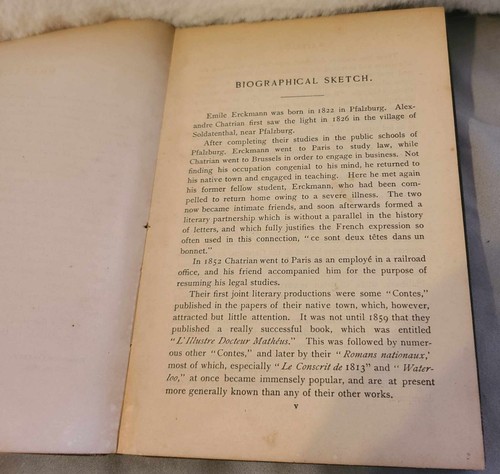 BIOGRAPHICAL SKETCH.
Emile Erckmann was born in 1822 in Pfalzburg. Alex-
andre Chatrian first saw the light in 1826 in the village of
Soldatenthal, near Pfalzburg.
After completing their studies in the public schools of
Pfalzburg, Erckmann went to Paris to study law, while
Chatrian went to Brussels in order to engage in business. Not
finding his occupation congenial to his mind, he returned to
his native town and engaged in teaching. Here he met again
his former fellow student, Erckmann, who had been com-
pelled to return home owing to a severe illness. The two
now became intimate friends, and soon afterwards formed a
literary partnership which is without a parallel in the history
of letters, and which fully justifies the French expression so
often used in this connection, "ce sont deux têtes dans un
bonnet."
In 1852 Chatrian went to Paris as an employé in a railroad
office, and his friend accompanied him for the purpose of
resuming his legal studies.
Their first joint literary productions were some "Contes,"
published in the papers of their native town, which, however,
attracted but little attention. It was not until 1859 that they
published a really successful book, which was entitled
"L'Illustre Docteur Mathéus." This was followed by numer-
ous other "Contes," and later by their "Romans nationaux,'
most of which, especially "Le Conscrit de 1813" and "Water-
loo," at once became immensely popular, and are at present
more generally known than any of their other works.
v